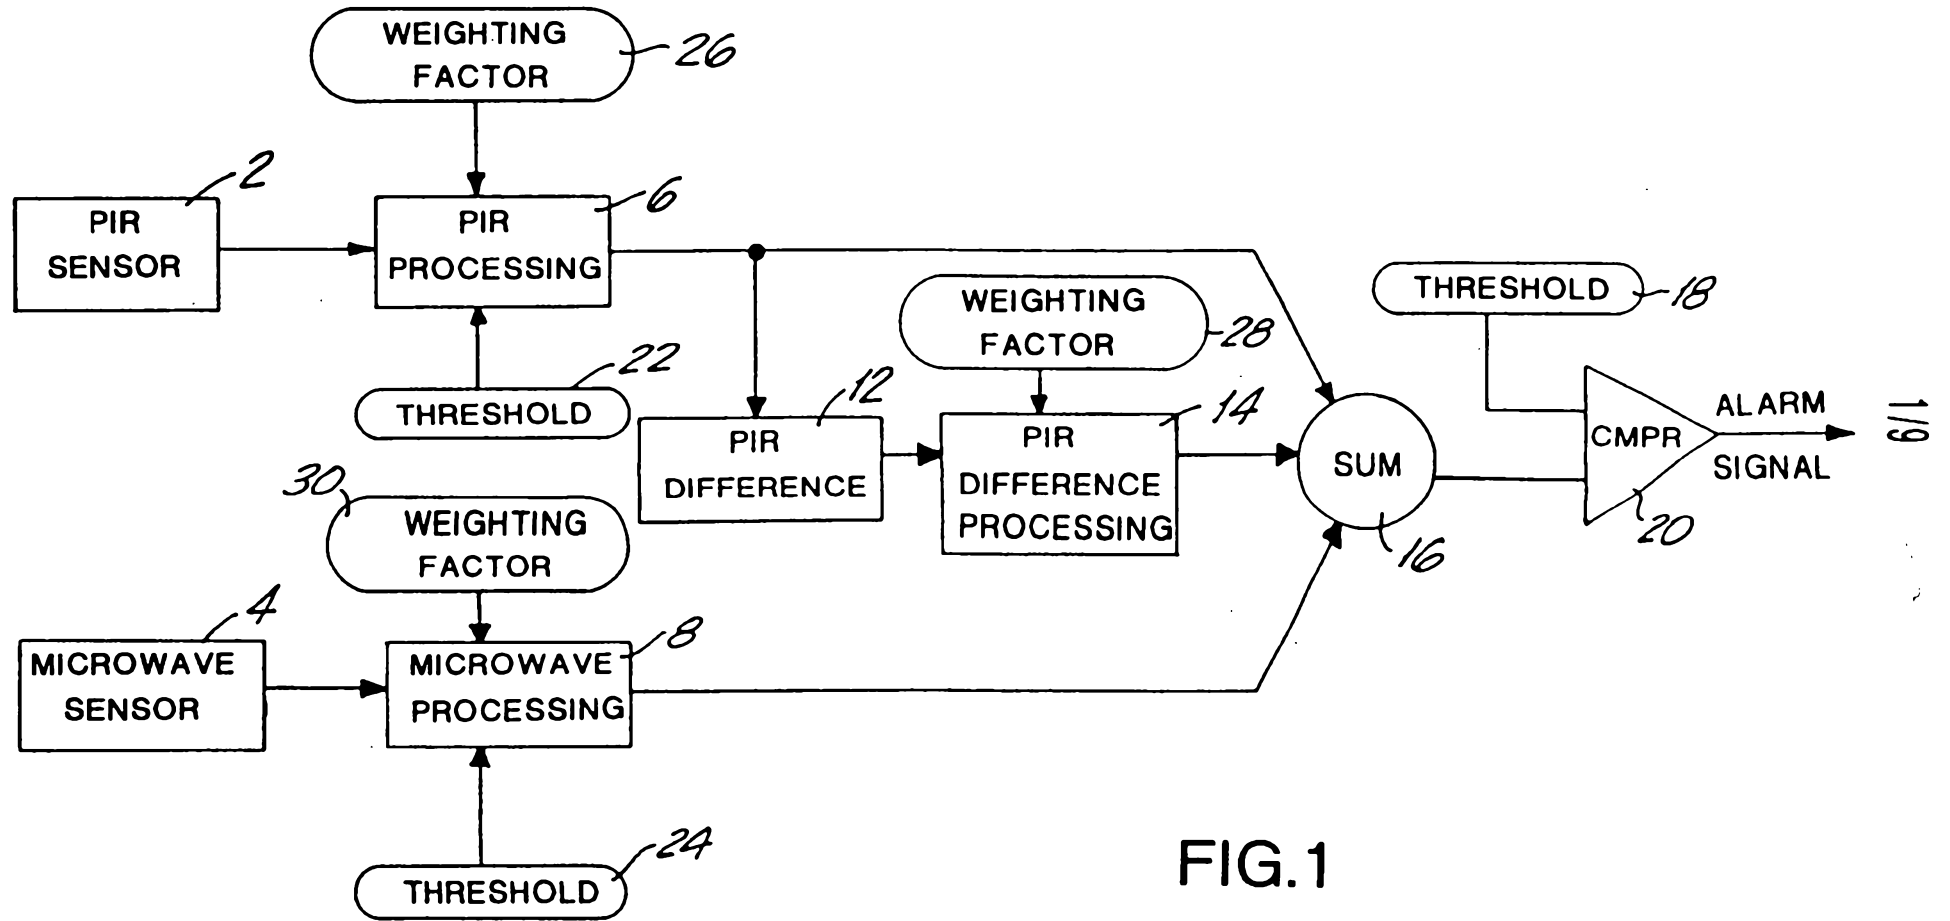 WEIGHTING
FACTOR
26
2
PIR
SENSOR
PIR
PROCESSING
6
THRESHOLD
22
WEIGHTING
FACTOR
28
THRESHOLD
18
12
PIR
DIFFERENCE
14
PIR
DIFFERENCE
PROCESSING
SUM
16
CMPR
20
ALARM
SIGNAL
1/9
30
WEIGHTING
FACTOR
4
MICROWAVE
SENSOR
8
MICROWAVE
PROCESSING
THRESHOLD
24
FIG.1